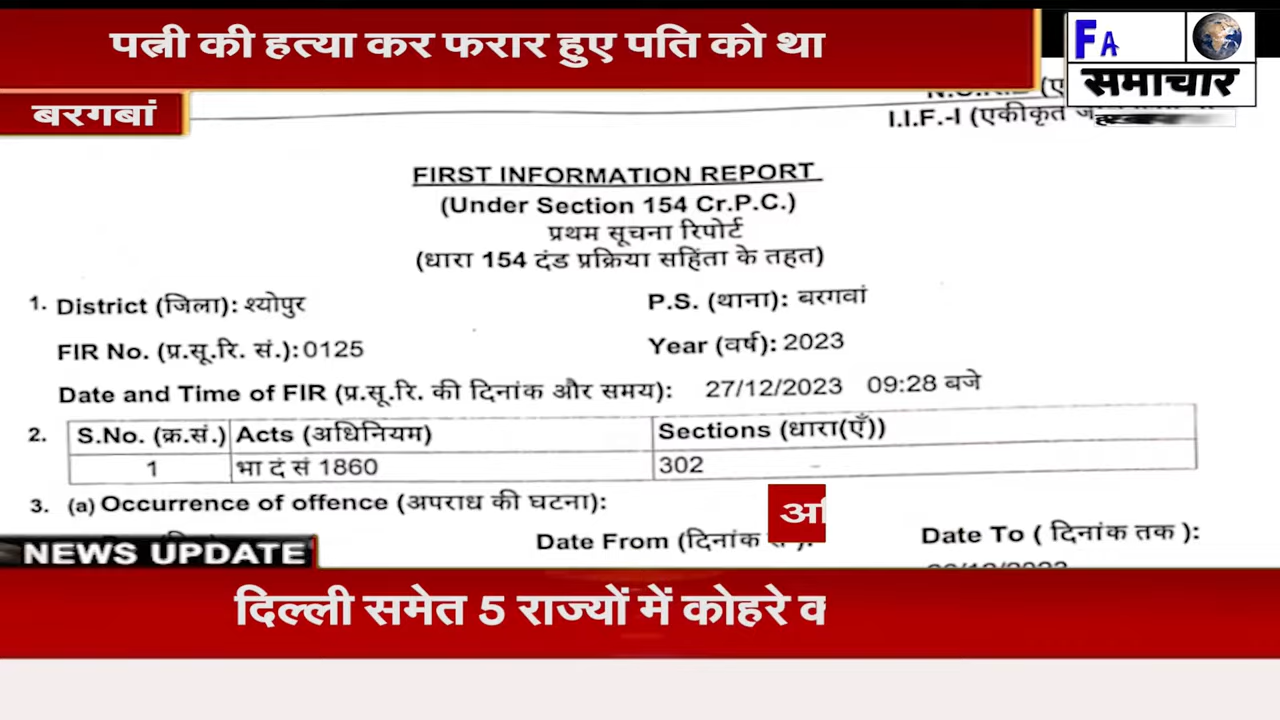 पत्नी की हत्या कर फरार हुए पति को था
FA
समाचार
बरगबां
I.I.F.-I (एकीकृत
FIRST INFORMATION REPORT
(Under Section 154 Cr.P.C.)
प्रथम सूचना रिपोर्ट
(धारा 154 दंड प्रक्रिया सहिंता के तहत)
1. District (जिला): श्योपुर P.S. (थाना): बरगवां
FIR No. (प्र.सू.रि. सं.): 0125 Year (वर्ष): 2023
Date and Time of FIR (प्र.सू.रि. की दिनांक और समय): 27/12/2023 09:28 बजे
2. S.No. (क्र.सं.) Acts (अधिनियम) Sections (धारा(एँ))
1 भा दं सं 1860 302
3. (a) Occurrence of offence (अपराध की घटना):
Date From (दिनांक Date To ( दिनांक तक ):
NEWS UPDATE
दिल्ली समेत 5 राज्यों में कोहरे